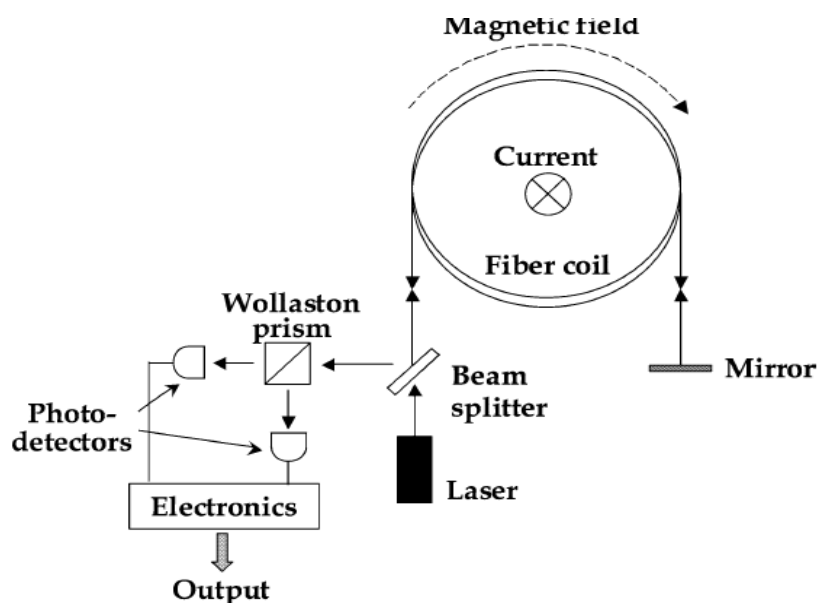 Magnetic field
Current
Fiber coil
Wollaston
prism
Beam
splitter
Mirror
Photo-
detectors
Laser
Electronics
Output